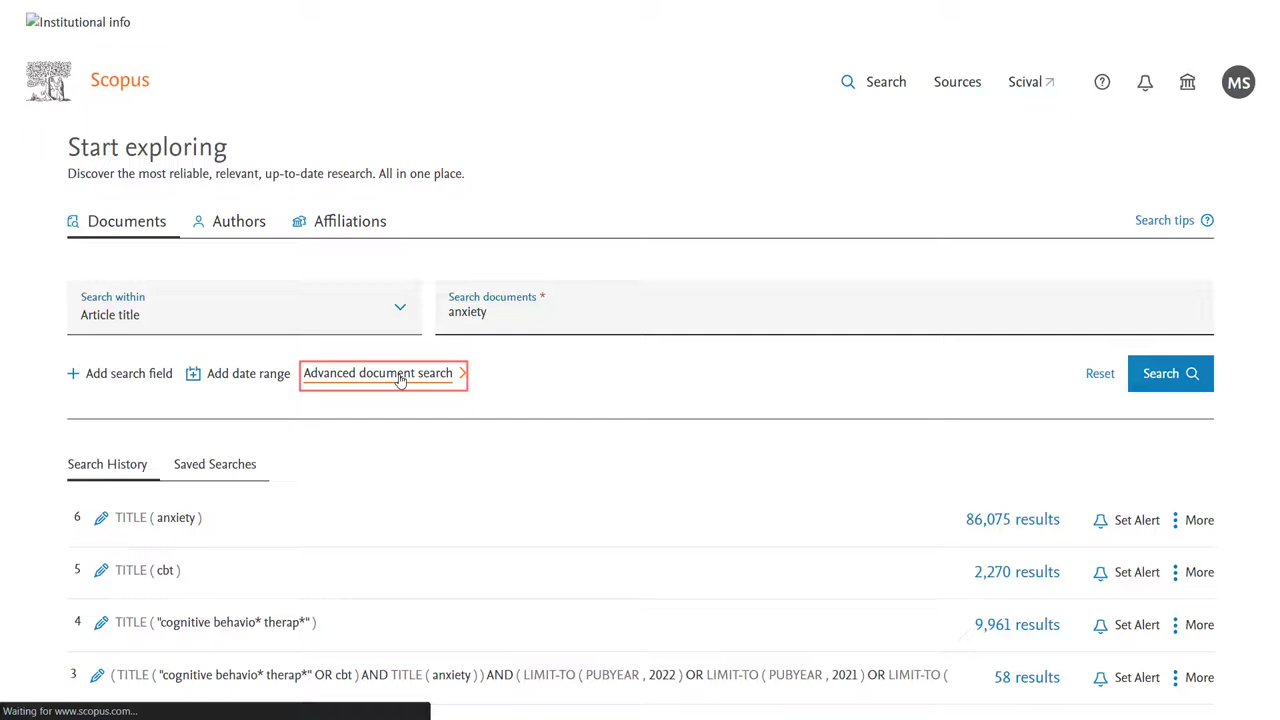 Institutional info
Scopus
Search Sources Scival
MS
Start exploring
Discover the most reliable, relevant, up-to-date research. All in one place.
Documents Authors Affiliations
Search tips
Search within
Article title
Search documents *
anxiety
Add search field Add date range Advanced document search
Reset Search
Search History Saved Searches
6 TITLE ( anxiety ) 86,075 results Set Alert More
5 TITLE ( cbt ) 2,270 results Set Alert More
4 TITLE ( "cognitive behavio* therap*" ) 9,961 results Set Alert More
3 ( TITLE ( "cognitive behavio* therap*" OR cbt ) AND TITLE ( anxiety ) ) AND ( LIMIT-TO ( PUBYEAR , 2022 ) OR LIMIT-TO ( PUBYEAR , 2021 ) OR LIMIT-TO ( 58 results Set Alert More
Waiting for www.scopus.com...